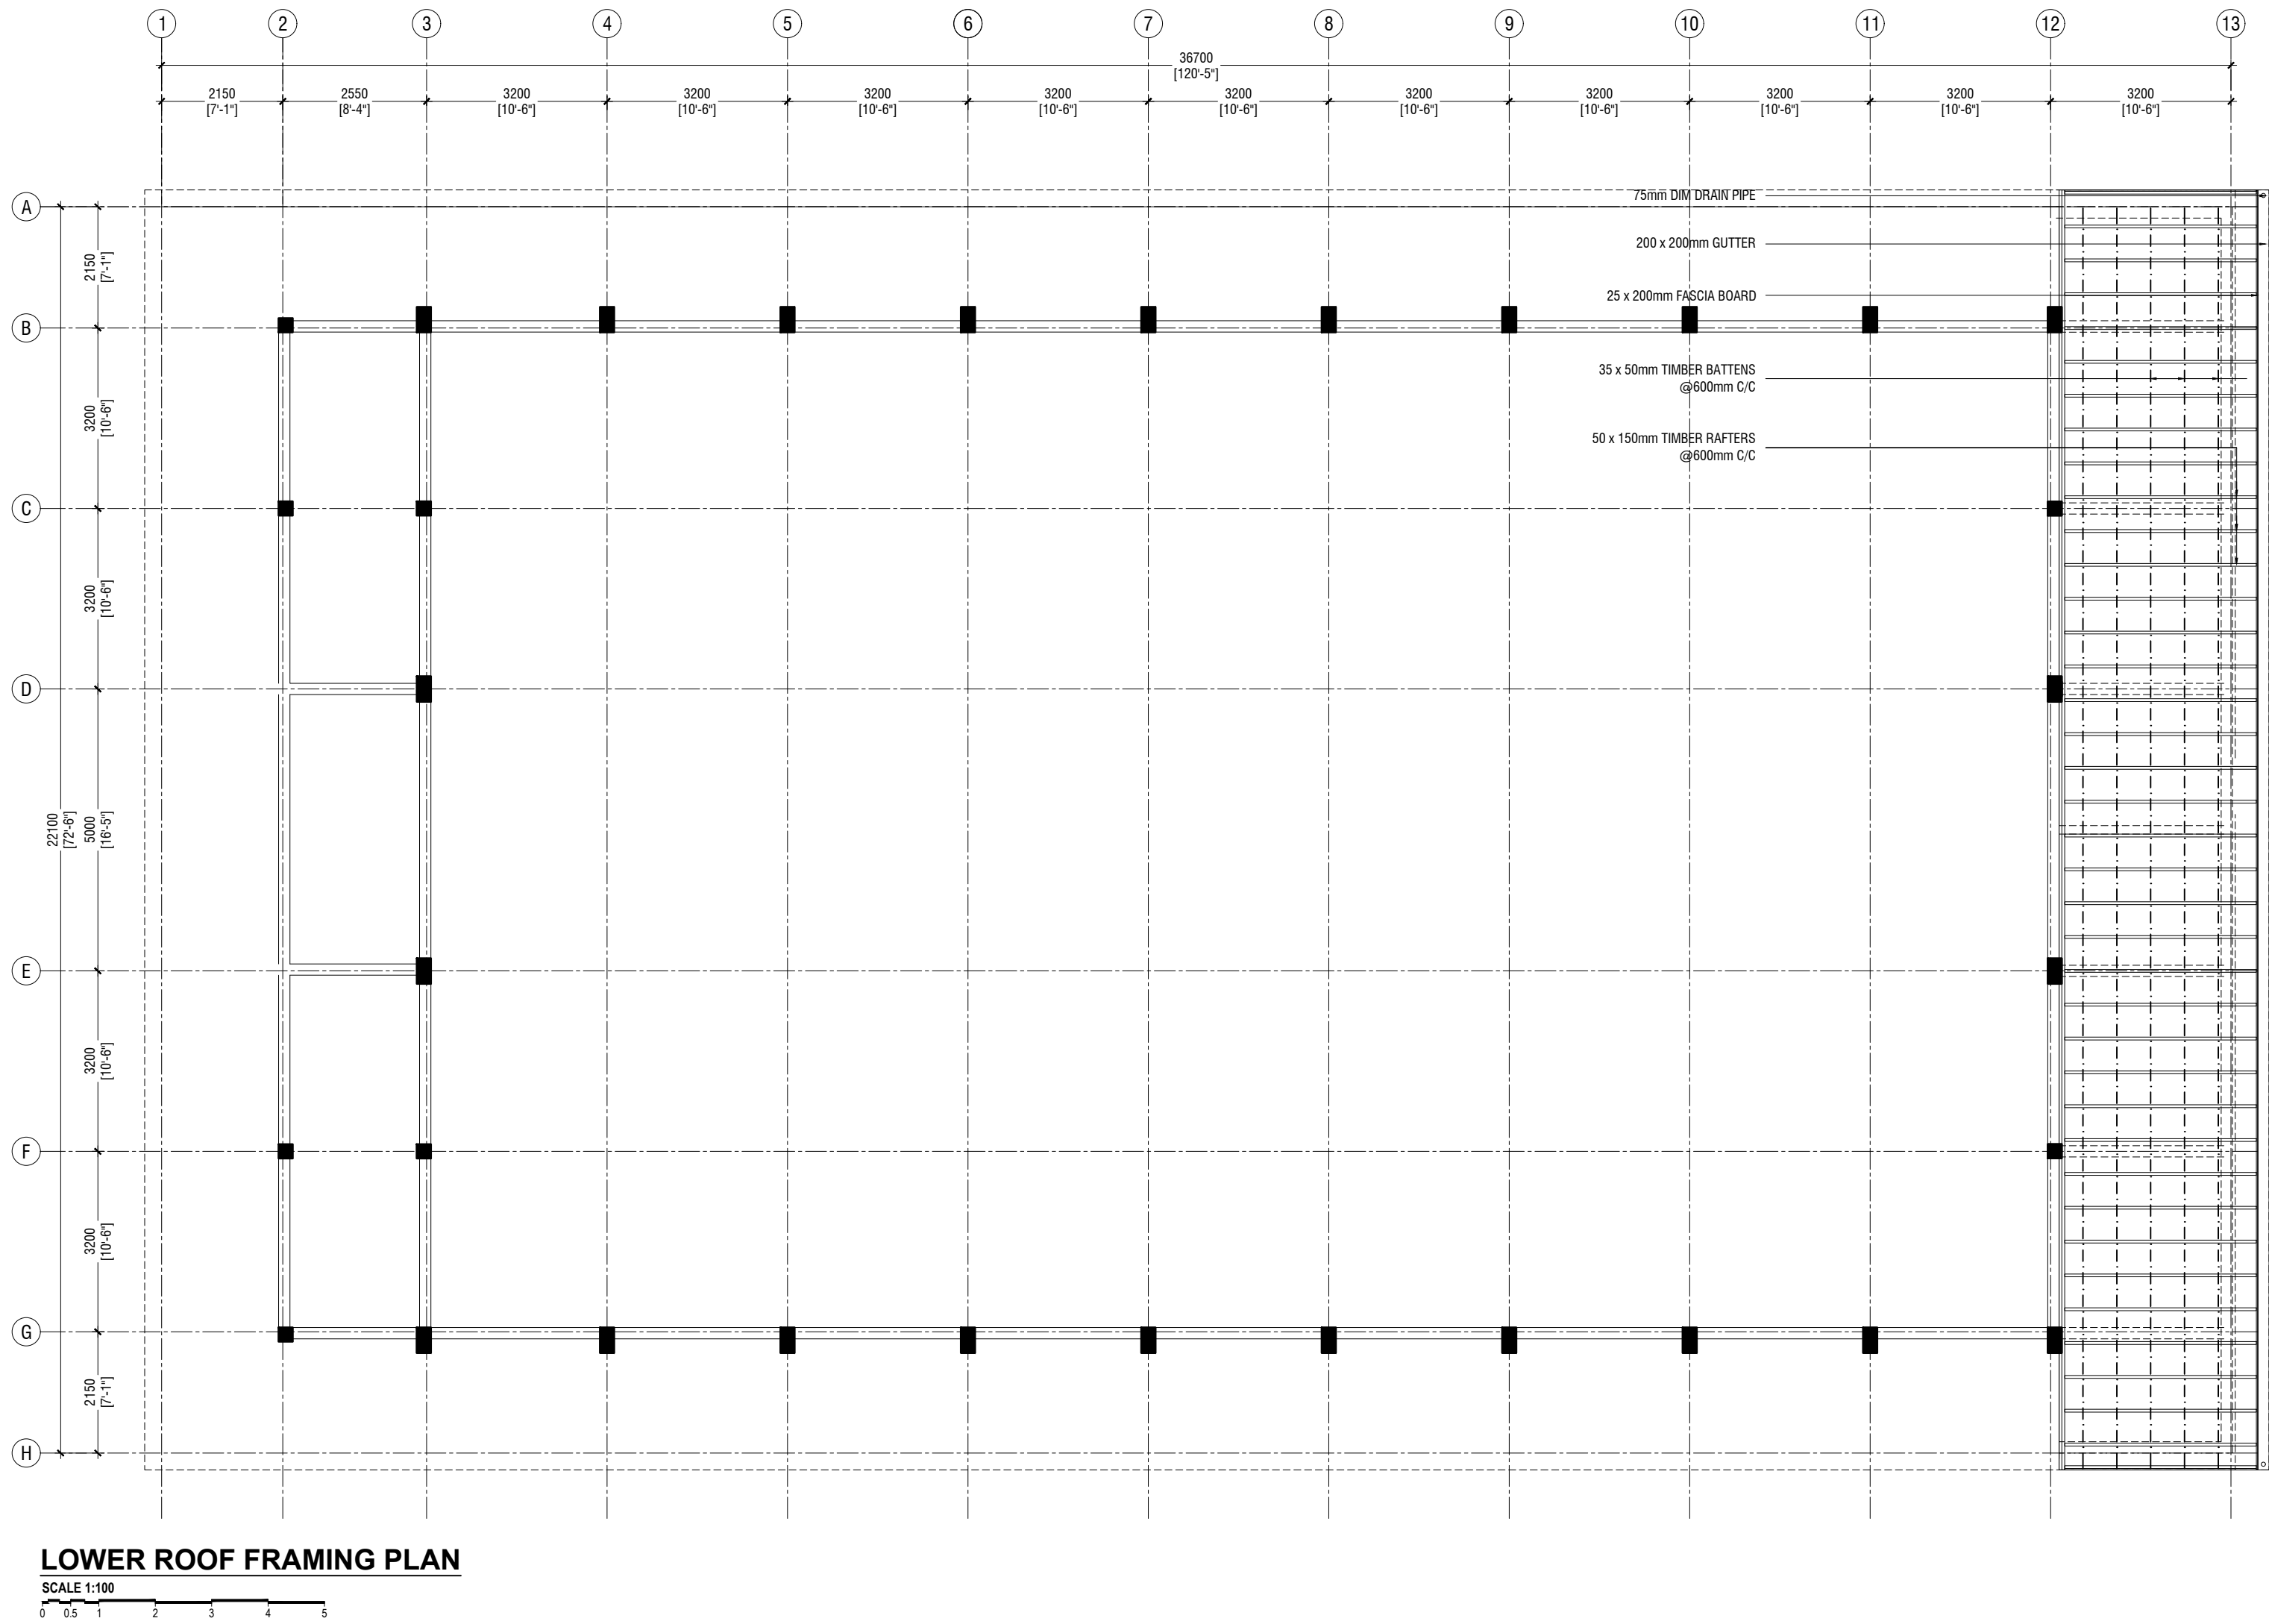 1 2 3 4 5 6 7 8 9 10 11 12 13
36700
[120'-5"]
2150 2550 3200 3200 3200 3200 3200 3200 3200 3200 3200 3200
[7'-1"] [8'-4"] [10'-6"] [10'-6"] [10'-6"] [10'-6"] [10'-6"] [10'-6"] [10'-6"] [10'-6"] [10'-6"] [10'-6"]
A
75mm DIM DRAIN PIPE
200 x 200mm GUTTER
2150
[7'-1"]
25 x 200mm FASCIA BOARD
B
35 x 50mm TIMBER BATTENS
@600mm C/C
3200
[10'-6"]
50 x 150mm TIMBER RAFTERS
@600mm C/C
C
3200
[10'-6"]
D
22100
[72'-6"]
5000
[16'-5"]
E
3200
[10'-6"]
F
3200
[10'-6"]
G
2150
[7'-1"]
H
LOWER ROOF FRAMING PLAN
SCALE 1:100
0 0.5 1 2 3 4 5